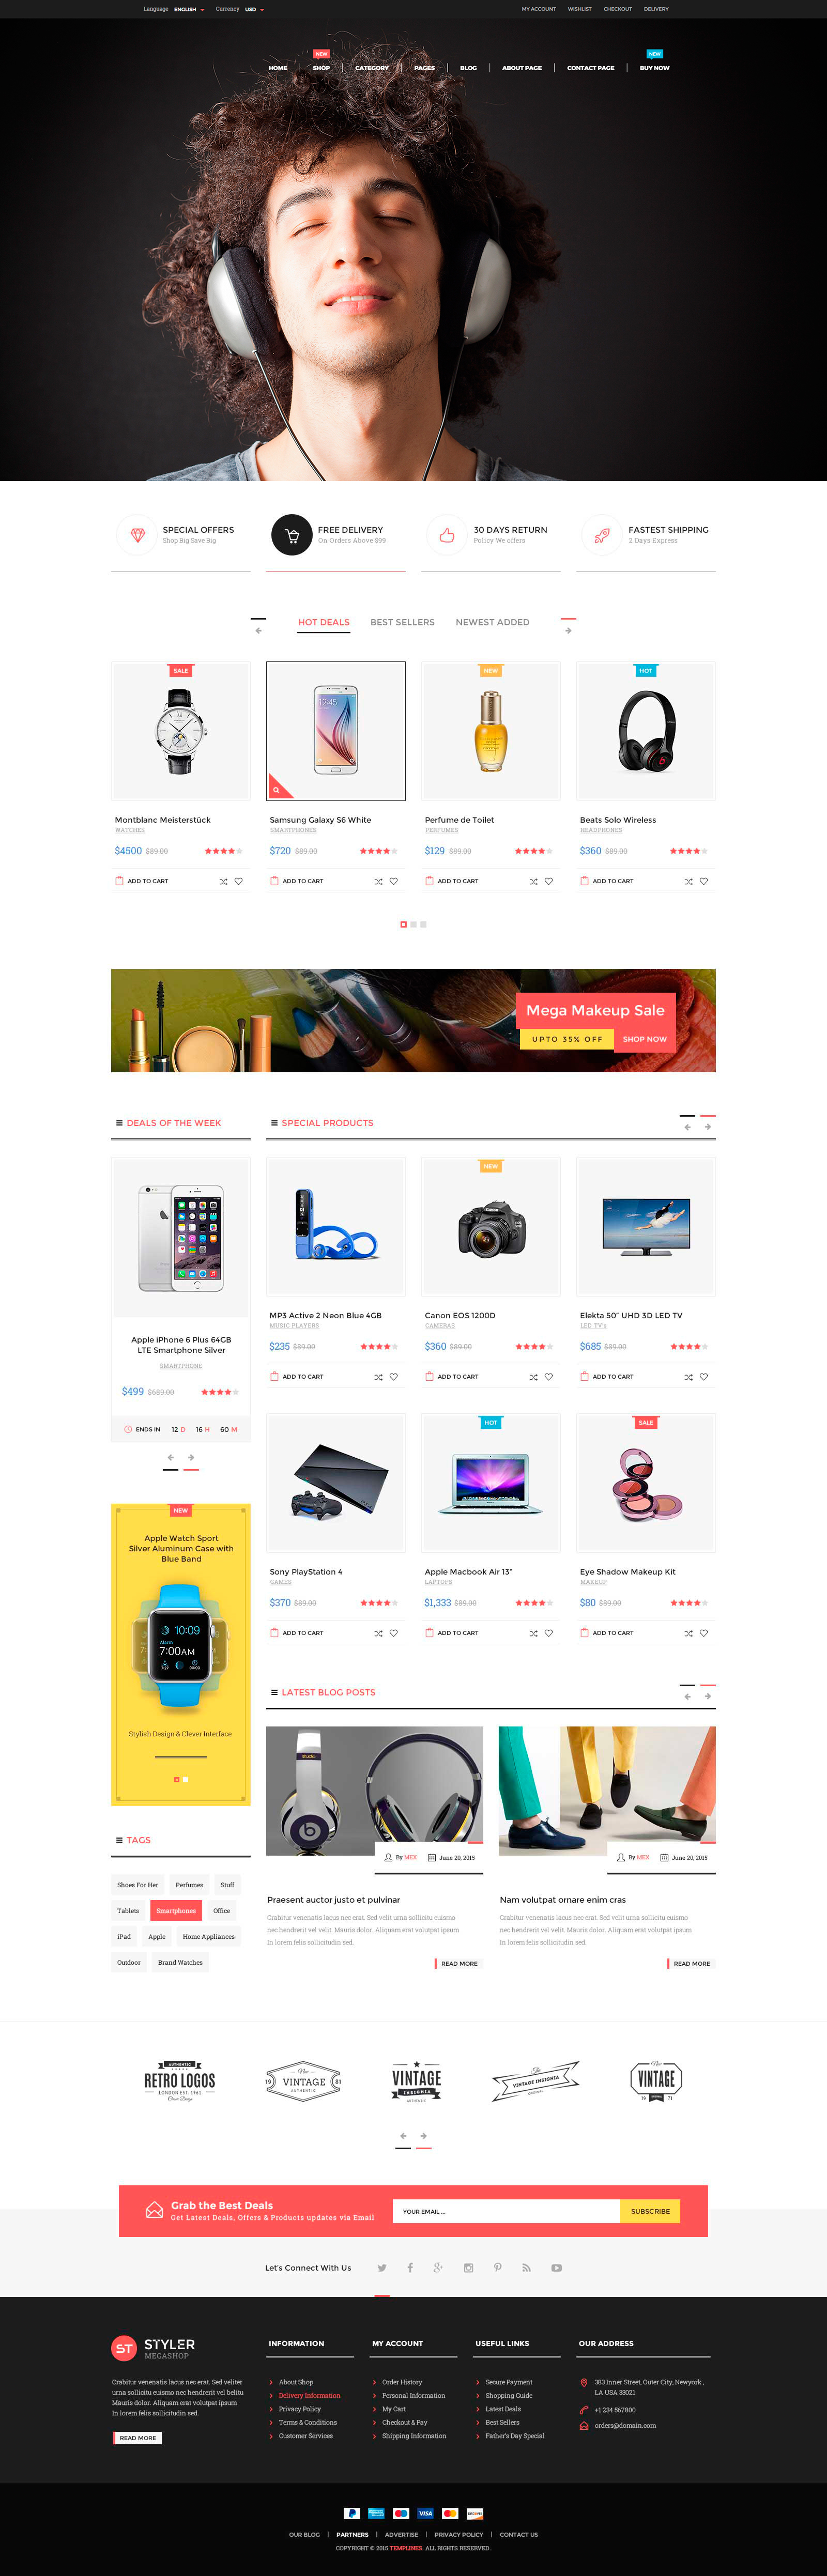 Language ENGLISH Currency USD
MY ACCOUNT WISHLIST CHECKOUT DELIVERY
NEW NEW
HOME SHOP CATEGORY PAGES BLOG ABOUT PAGE CONTACT PAGE BUY NOW
SPECIAL OFFERS
Shop Big Save Big
FREE DELIVERY
On Orders Above $99
30 DAYS RETURN
Policy We offers
FASTEST SHIPPING
2 Days Express
HOT DEALS BEST SELLERS NEWEST ADDED
SALE
Montblanc Meisterstück
WATCHES
$4500 $89.00
ADD TO CART
Samsung Galaxy S6 White
SMARTPHONES
$720 $89.00
ADD TO CART
NEW
Perfume de Toilet
PERFUMES
$129 $89.00
ADD TO CART
HOT
Beats Solo Wireless
HEADPHONES
$360 $89.00
ADD TO CART
Mega Makeup Sale
UPTO 35% OFF SHOP NOW
DEALS OF THE WEEK
Apple iPhone 6 Plus 64GB
LTE Smartphone Silver
SMARTPHONE
$499 $689.00
ENDS IN 12 D 16 H 60 M
NEW
Apple Watch Sport
Silver Aluminum Case with
Blue Band
10:09
Alarm
7:00AM
Stylish Design & Clever Interface
TAGS
Shoes For Her Perfumes Stuff
Tablets Smartphones Office
iPad Apple Home Appliances
Outdoor Brand Watches
SPECIAL PRODUCTS
MP3 Active 2 Neon Blue 4GB
MUSIC PLAYERS
$235 $89.00
ADD TO CART
NEW
Canon EOS 1200D
CAMERAS
$360 $89.00
ADD TO CART
Elekta 50" UHD 3D LED TV
LED TV's
$685 $89.00
ADD TO CART
Sony PlayStation 4
GAMES
$370 $89.00
ADD TO CART
HOT
Apple Macbook Air 13"
LAPTOPS
$1,333 $89.00
ADD TO CART
SALE
Eye Shadow Makeup Kit
MAKEUP
$80 $89.00
ADD TO CART
LATEST BLOG POSTS
studio
By MEX June 20, 2015
Praesent auctor justo et pulvinar
Crabitur venenatis lacus nec erat. Sed velit urna sollicitu euismo
nec hendrerit vel velit. Mauris dolor. Aliquam erat volutpat ipsum
In lorem felis sollicitudin sed.
READ MORE
By MEX June 20, 2015
Nam volutpat ornare enim cras
Crabitur venenatis lacus nec erat. Sed velit urna sollicitu euismo
nec hendrerit vel velit. Mauris dolor. Aliquam erat volutpat ipsum
In lorem felis sollicitudin sed.
READ MORE
AUTHENTIC
RETRO LOGOS
LONDON EST. 1961
19 VINTAGE 81
AUTHENTIC
VINTAGE
INSIGNIA
AUTHENTIC
The
VINTAGE INSIGNIA
VINTAGE
Grab the Best Deals
Get Latest Deals, Offers & Products updates via Email
YOUR EMAIL ...
SUBSCRIBE
Let's Connect With Us
ST STYLER
MEGASHOP
Crabitur venenatis lacus nec erat. Sed veliter
urna sollicitu euismo nec hendrerit vel belitu
Mauris dolor. Aliquam erat volutpat ipsum
In lorem felis sollicitudin sed.
READ MORE
INFORMATION
About Shop
Delivery Information
Privacy Policy
Terms & Conditions
Customer Services
MY ACCOUNT
Order History
Personal Information
My Cart
Checkout & Pay
Shipping Information
USEFUL LINKS
Secure Payment
Shopping Guide
Latest Deals
Best Sellers
Father's Day Special
OUR ADDRESS
383 Inner Street, Outer City, Newyork ,
LA USA 33021
+1 234 567800
orders@domain.com
VISA
OUR BLOG PARTNERS ADVERTISE PRIVACY POLICY CONTACT US
COPYRIGHT © 2015 TEMPLINES. ALL RIGHTS RESERVED.